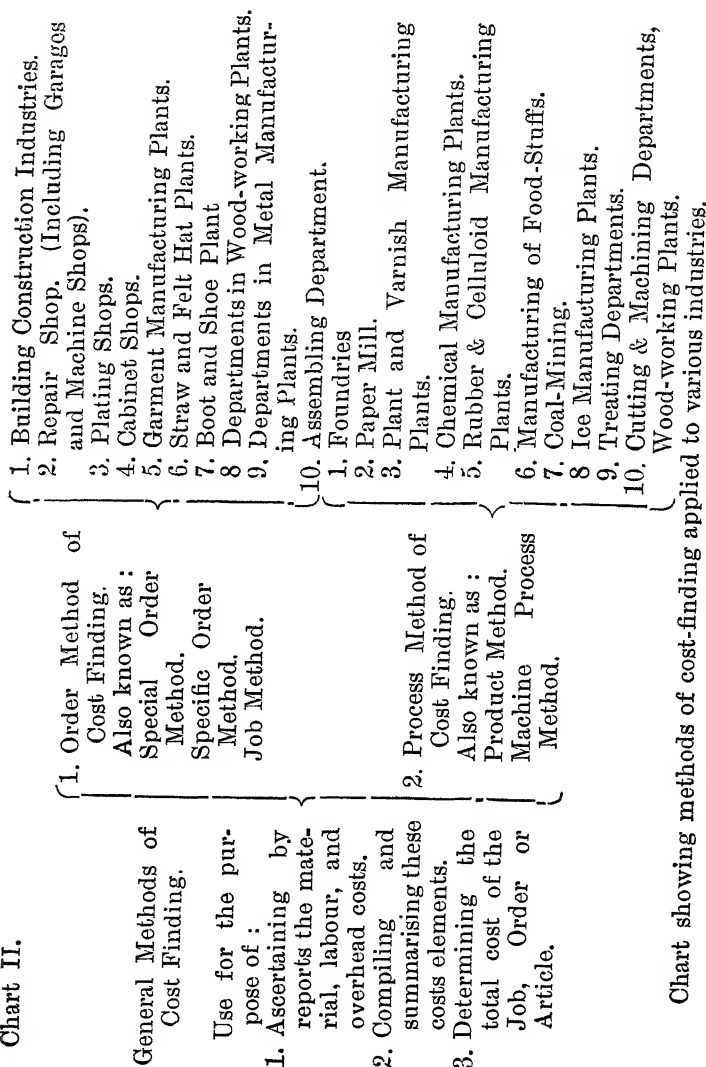 Chart II.
General Methods of
Cost Finding.
Use for the pur-
pose of :
1. Ascertaining by
reports the mate-
rial, labour, and
overhead costs.
2. Compiling and
summarising these
costs elements.
3. Determining the
total cost of the
Job, Order or
Article.
1. Order Method of
Cost Finding.
Also known as :
Special Order
Method.
Specific Order
Method.
Job Method.
2. Process Method of
Cost Finding.
Also known as :
Product Method.
Machine Process
Method.
1. Building Construction Industries.
2. Repair Shop. (Including Garages
and Machine Shops).
3. Plating Shops.
4. Cabinet Shops.
5. Garment Manufacturing Plants.
6. Straw and Felt Hat Plants.
7. Boot and Shoe Plant
8 Departments in Wood-working Plants.
9. Departments in Metal Manufactur-
ing Plants.
10. Assembling Department.
1. Foundries
2. Paper Mill.
3. Plant and Varnish Manufacturing
Plants.
4. Chemical Manufacturing Plants.
5. Rubber & Celluloid Manufacturing
Plants.
6. Manufacturing of Food-Stuffs.
7. Coal-Mining.
8 Ice Manufacturing Plants.
9. Treating Departments.
10. Cutting & Machining Departments,
Wood-working Plants.
Chart showing methods of cost-finding applied to various industries.